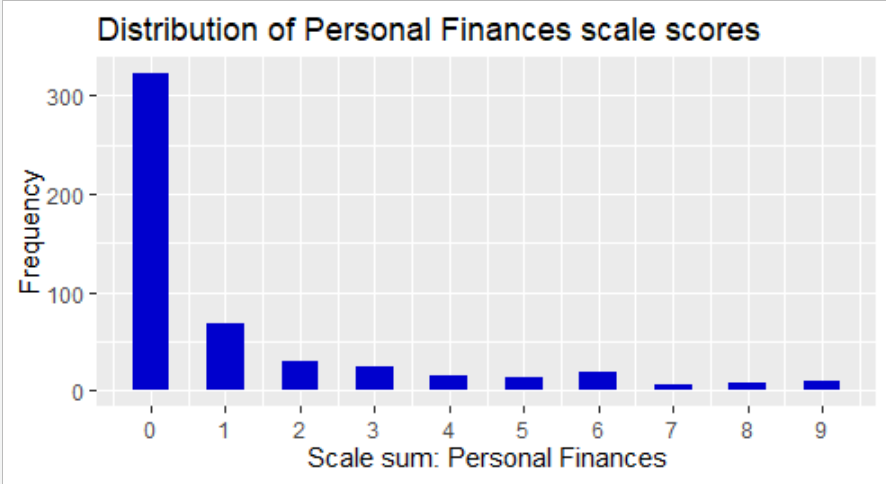 Distribution of Personal Finances scale scores
300
200
100
0
Frequency
0 1 2 3 4 5 6 7 8 9
Scale sum: Personal Finances